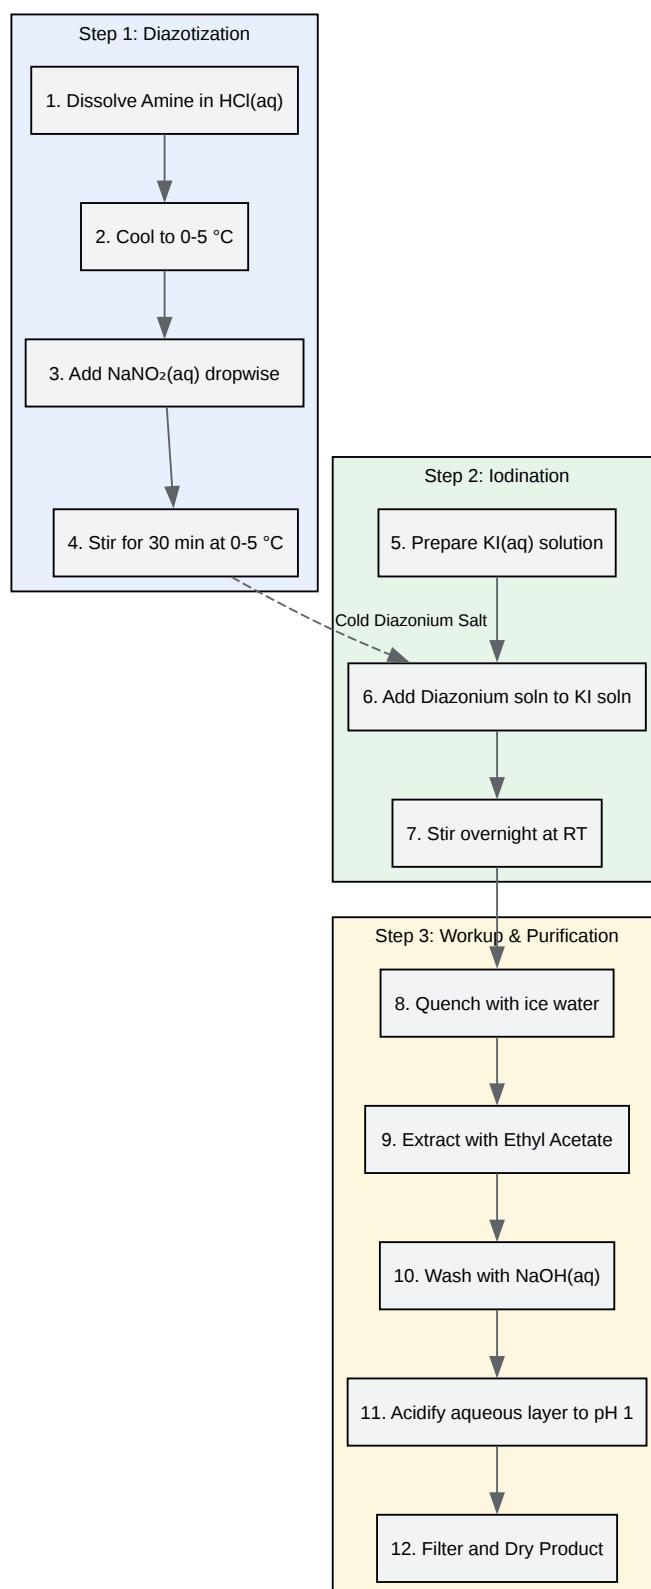 Step 1: Diazotization
1. Dissolve Amine in HCl(aq)
2. Cool to 0-5 °C
3. Add NaNO₂(aq) dropwise
4. Stir for 30 min at 0-5 °C
Step 2: Iodination
5. Prepare KI(aq) solution
Cold Diazonium Salt
6. Add Diazonium soln to KI soln
7. Stir overnight at RT
Step 3: Workup & Purification
8. Quench with ice water
9. Extract with Ethyl Acetate
10. Wash with NaOH(aq)
11. Acidify aqueous layer to pH 1
12. Filter and Dry Product